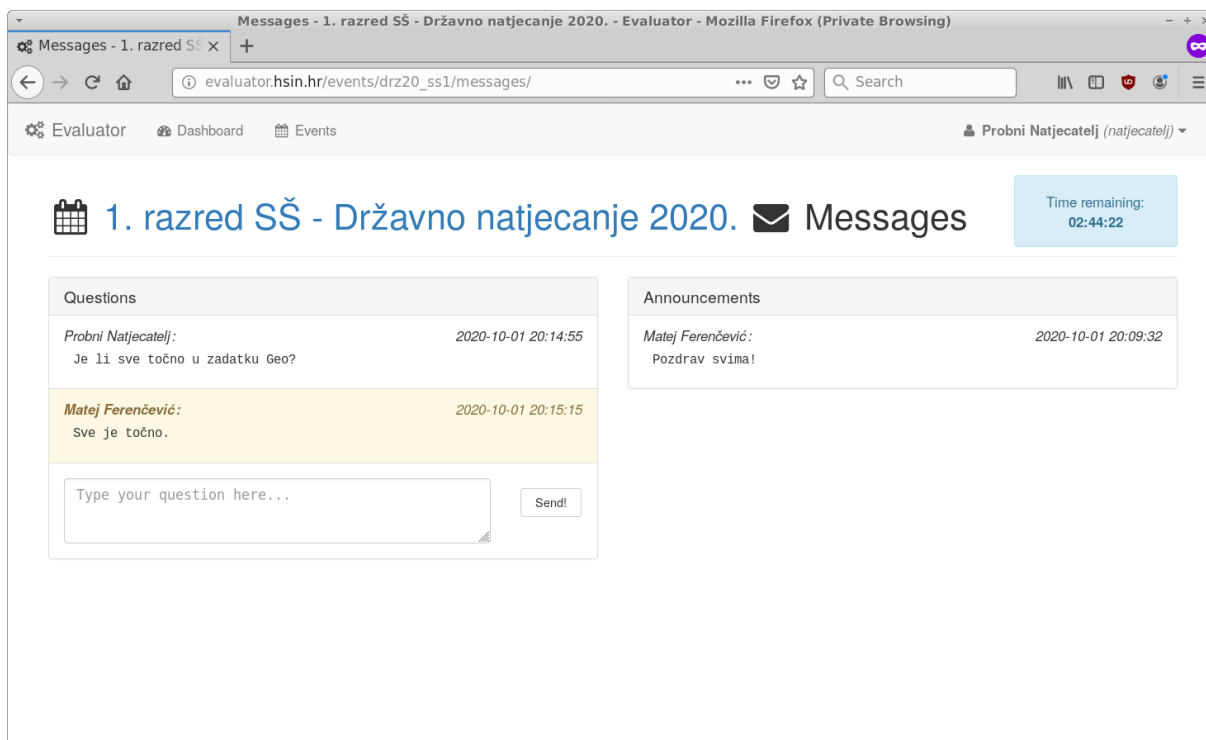 Messages - 1. razred SŠ - Državno natjecanje 2020. - Evaluator - Mozilla Firefox (Private Browsing)
Messages - 1. razred SŠ
evaluator.hsin.hr/events/drz20_ss1/messages/
Search
Evaluator Dashboard Events Probni Natjecatelj (natjecatelj)
1. razred SŠ - Državno natjecanje 2020. Messages
Time remaining:
02:44:22
Questions
Probni Natjecatelj: 2020-10-01 20:14:55
Je li sve točno u zadatku Geo?
Matej Ferenčević: 2020-10-01 20:15:15
Sve je točno.
Type your question here...
Send!
Announcements
Matej Ferenčević: 2020-10-01 20:09:32
Pozdrav svima!